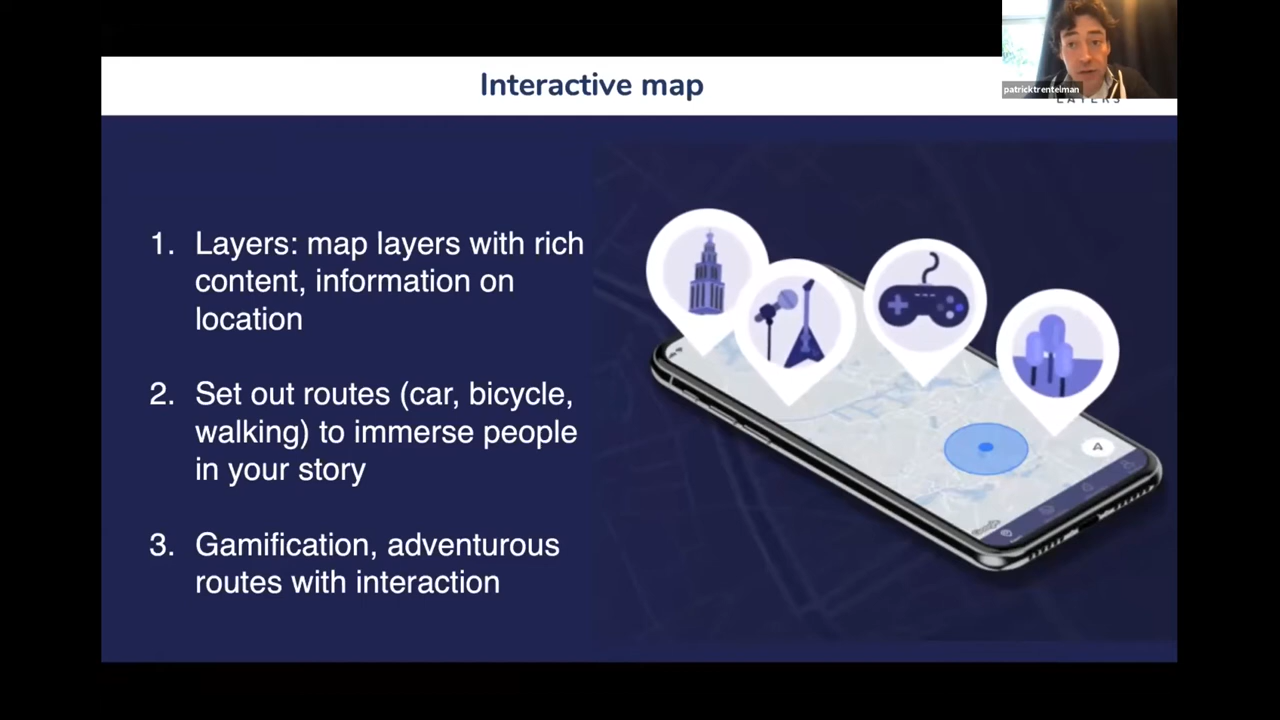 Interactive map
patricktrentelman
LAYERS
1. Layers: map layers with rich
content, information on
location
2. Set out routes (car, bicycle,
walking) to immerse people
in your story
3. Gamification, adventurous
routes with interaction
A